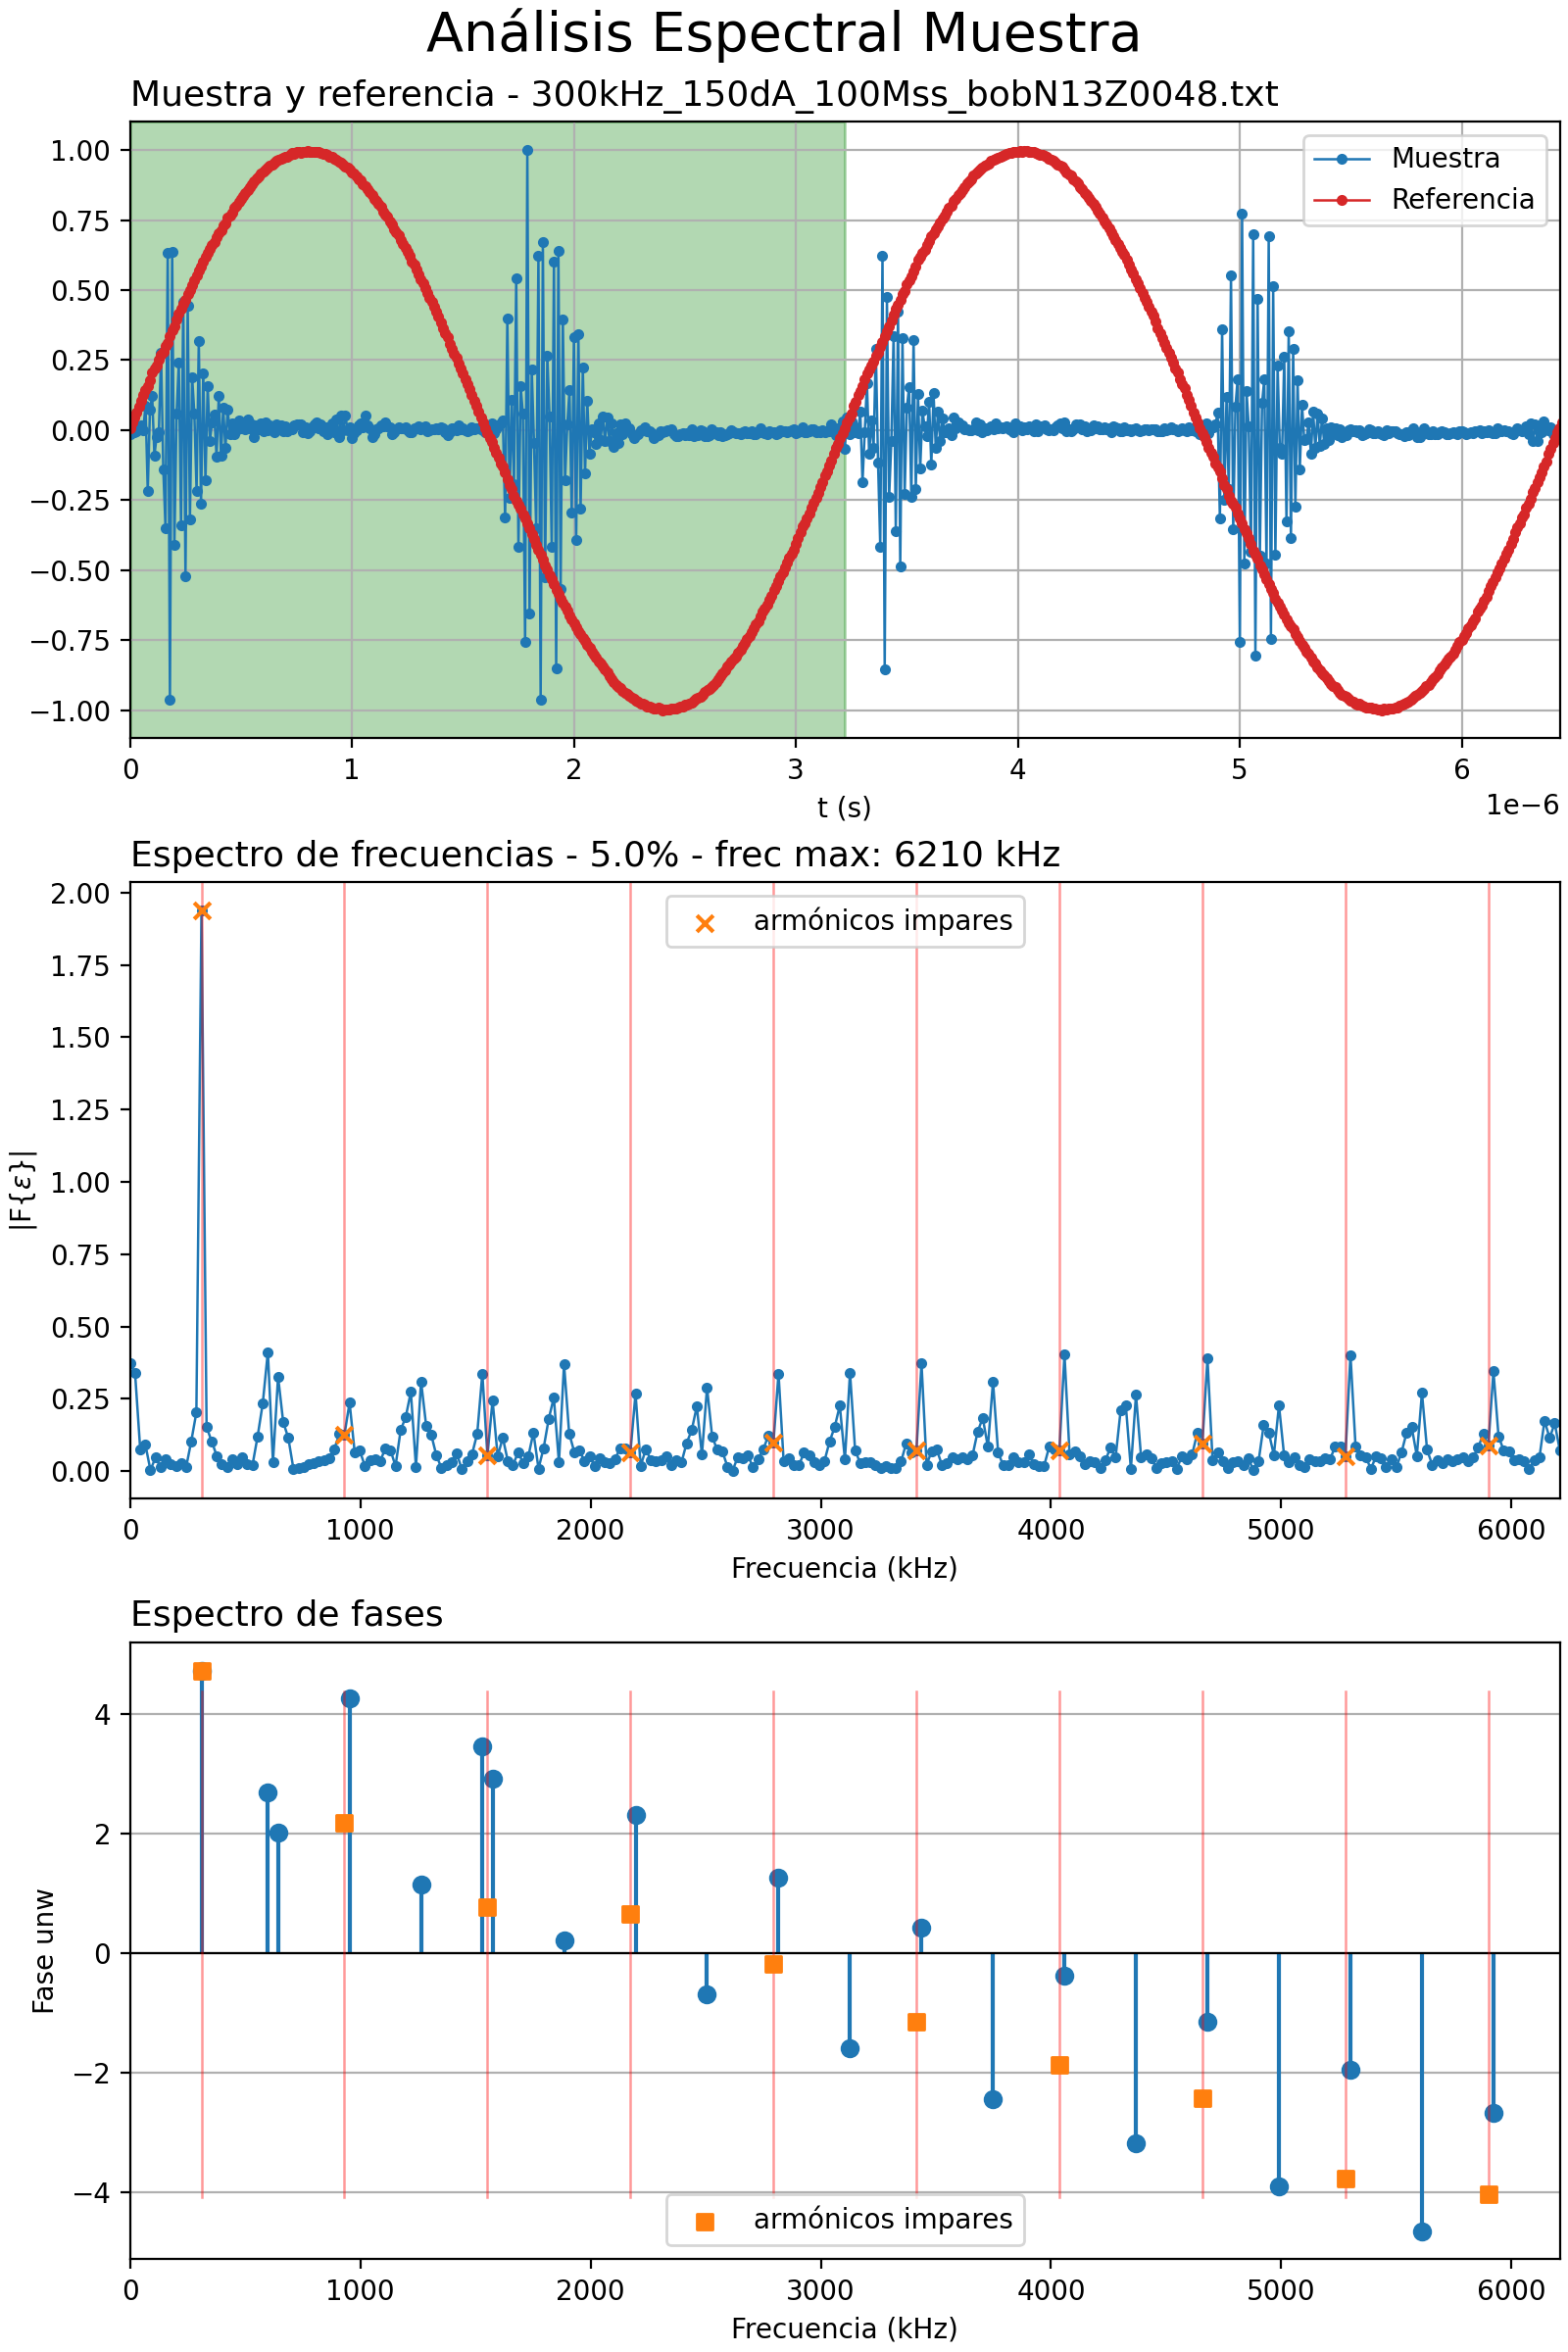 Análisis Espectral Muestra
Muestra y referencia - 300kHz_150dA_100Mss_bobN13Z0048.txt
1.00
0.75
0.50
0.25
0.00
−0.25
−0.50
−0.75
−1.00
Muestra
Referencia
0 1 2 3 4 5 6
t (s)
1e−6
Espectro de frecuencias - 5.0% - frec max: 6210 kHz
|F{ε}|
2.00
1.75
1.50
1.25
1.00
0.75
0.50
0.25
0.00
armónicos impares
0 1000 2000 3000 4000 5000 6000
Frecuencia (kHz)
Espectro de fases
Fase unw
4
2
0
−2
−4
armónicos impares
0 1000 2000 3000 4000 5000 6000
Frecuencia (kHz)